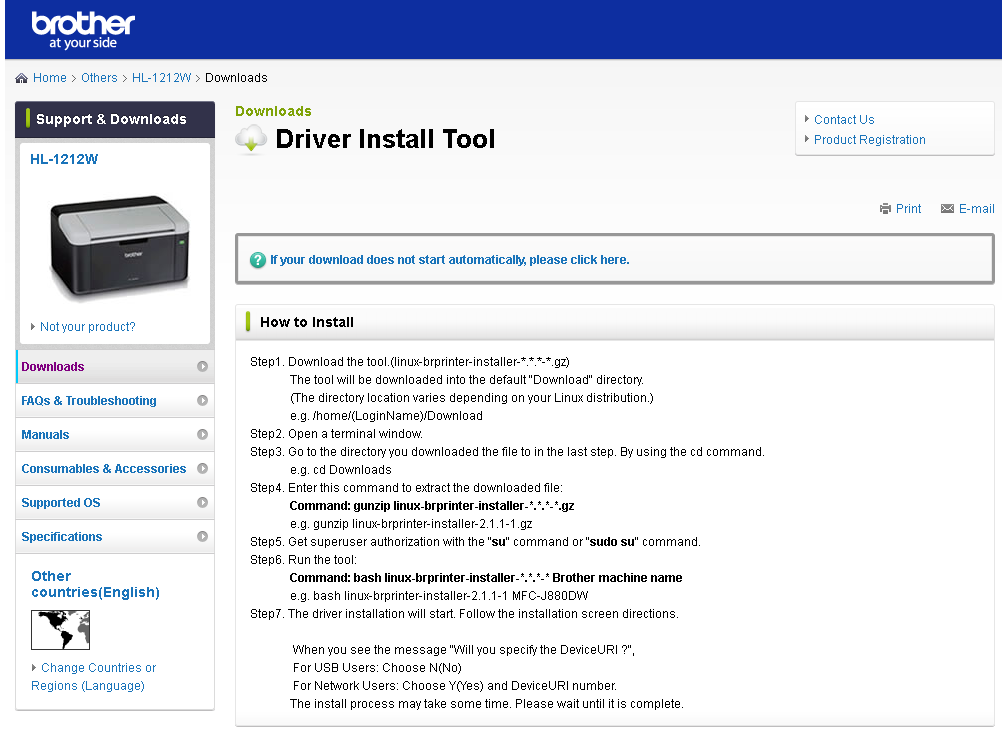 brother
at your side
Home > Others > HL-1212W > Downloads
Support & Downloads
HL-1212W
brother
Not your product?
Downloads
FAQs & Troubleshooting
Manuals
Consumables & Accessories
Supported OS
Specifications
Other
countries(English)
Change Countries or
Regions (Language)
Downloads
Driver Install Tool
Contact Us
Product Registration
Print
E-mail
If your download does not start automatically, please click here.
How to Install
Step1. Download the tool.(linux-brprinter-installer-*.*.*-*.gz)
The tool will be downloaded into the default "Download" directory.
(The directory location varies depending on your Linux distribution.)
e.g. /home/(LoginName)/Download
Step2. Open a terminal window.
Step3. Go to the directory you downloaded the file to in the last step. By using the cd command.
e.g. cd Downloads
Step4. Enter this command to extract the downloaded file:
Command: gunzip linux-brprinter-installer-*.*.*-*.gz
e.g. gunzip linux-brprinter-installer-2.1.1-1.gz
Step5. Get superuser authorization with the "su" command or "sudo su" command.
Step6. Run the tool:
Command: bash linux-brprinter-installer-*.*.*-* Brother machine name
e.g. bash linux-brprinter-installer-2.1.1-1 MFC-J880DW
Step7. The driver installation will start. Follow the installation screen directions.
When you see the message "Will you specify the DeviceURI ?",
For USB Users: Choose N(No)
For Network Users: Choose Y(Yes) and DeviceURI number.
The install process may take some time. Please wait until it is complete.